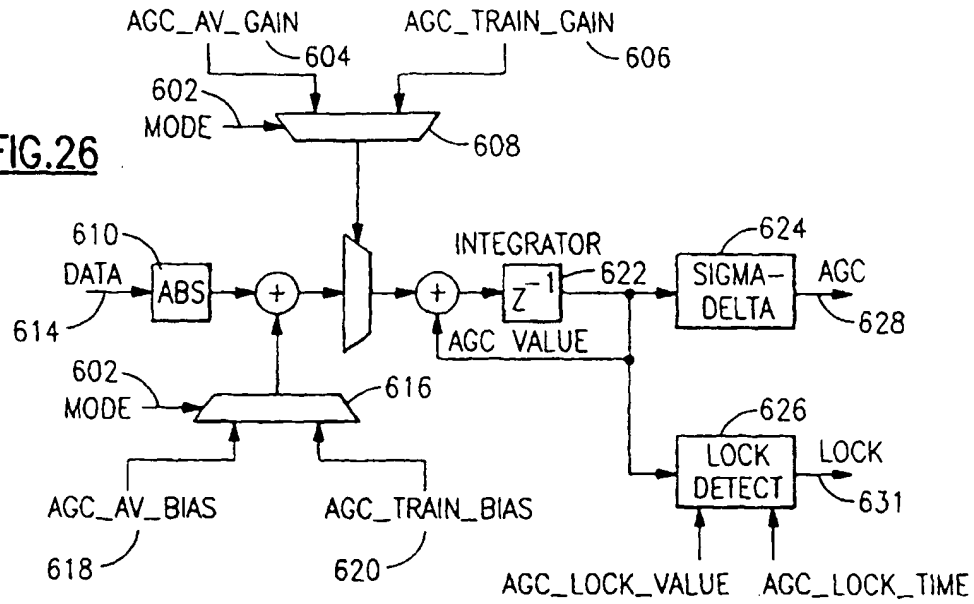 AGC_AV_GAIN
604
AGC_TRAIN_GAIN
606
602
MODE
608
FIG.26
610
DATA
614
ABS
+
INTEGRATOR
+
Z^-1
622
AGC VALUE
624
SIGMA-
DELTA
AGC
628
602
MODE
616
626
LOCK
DETECT
LOCK
631
AGC_AV_BIAS
618
AGC_TRAIN_BIAS
620
AGC_LOCK_VALUE
AGC_LOCK_TIME